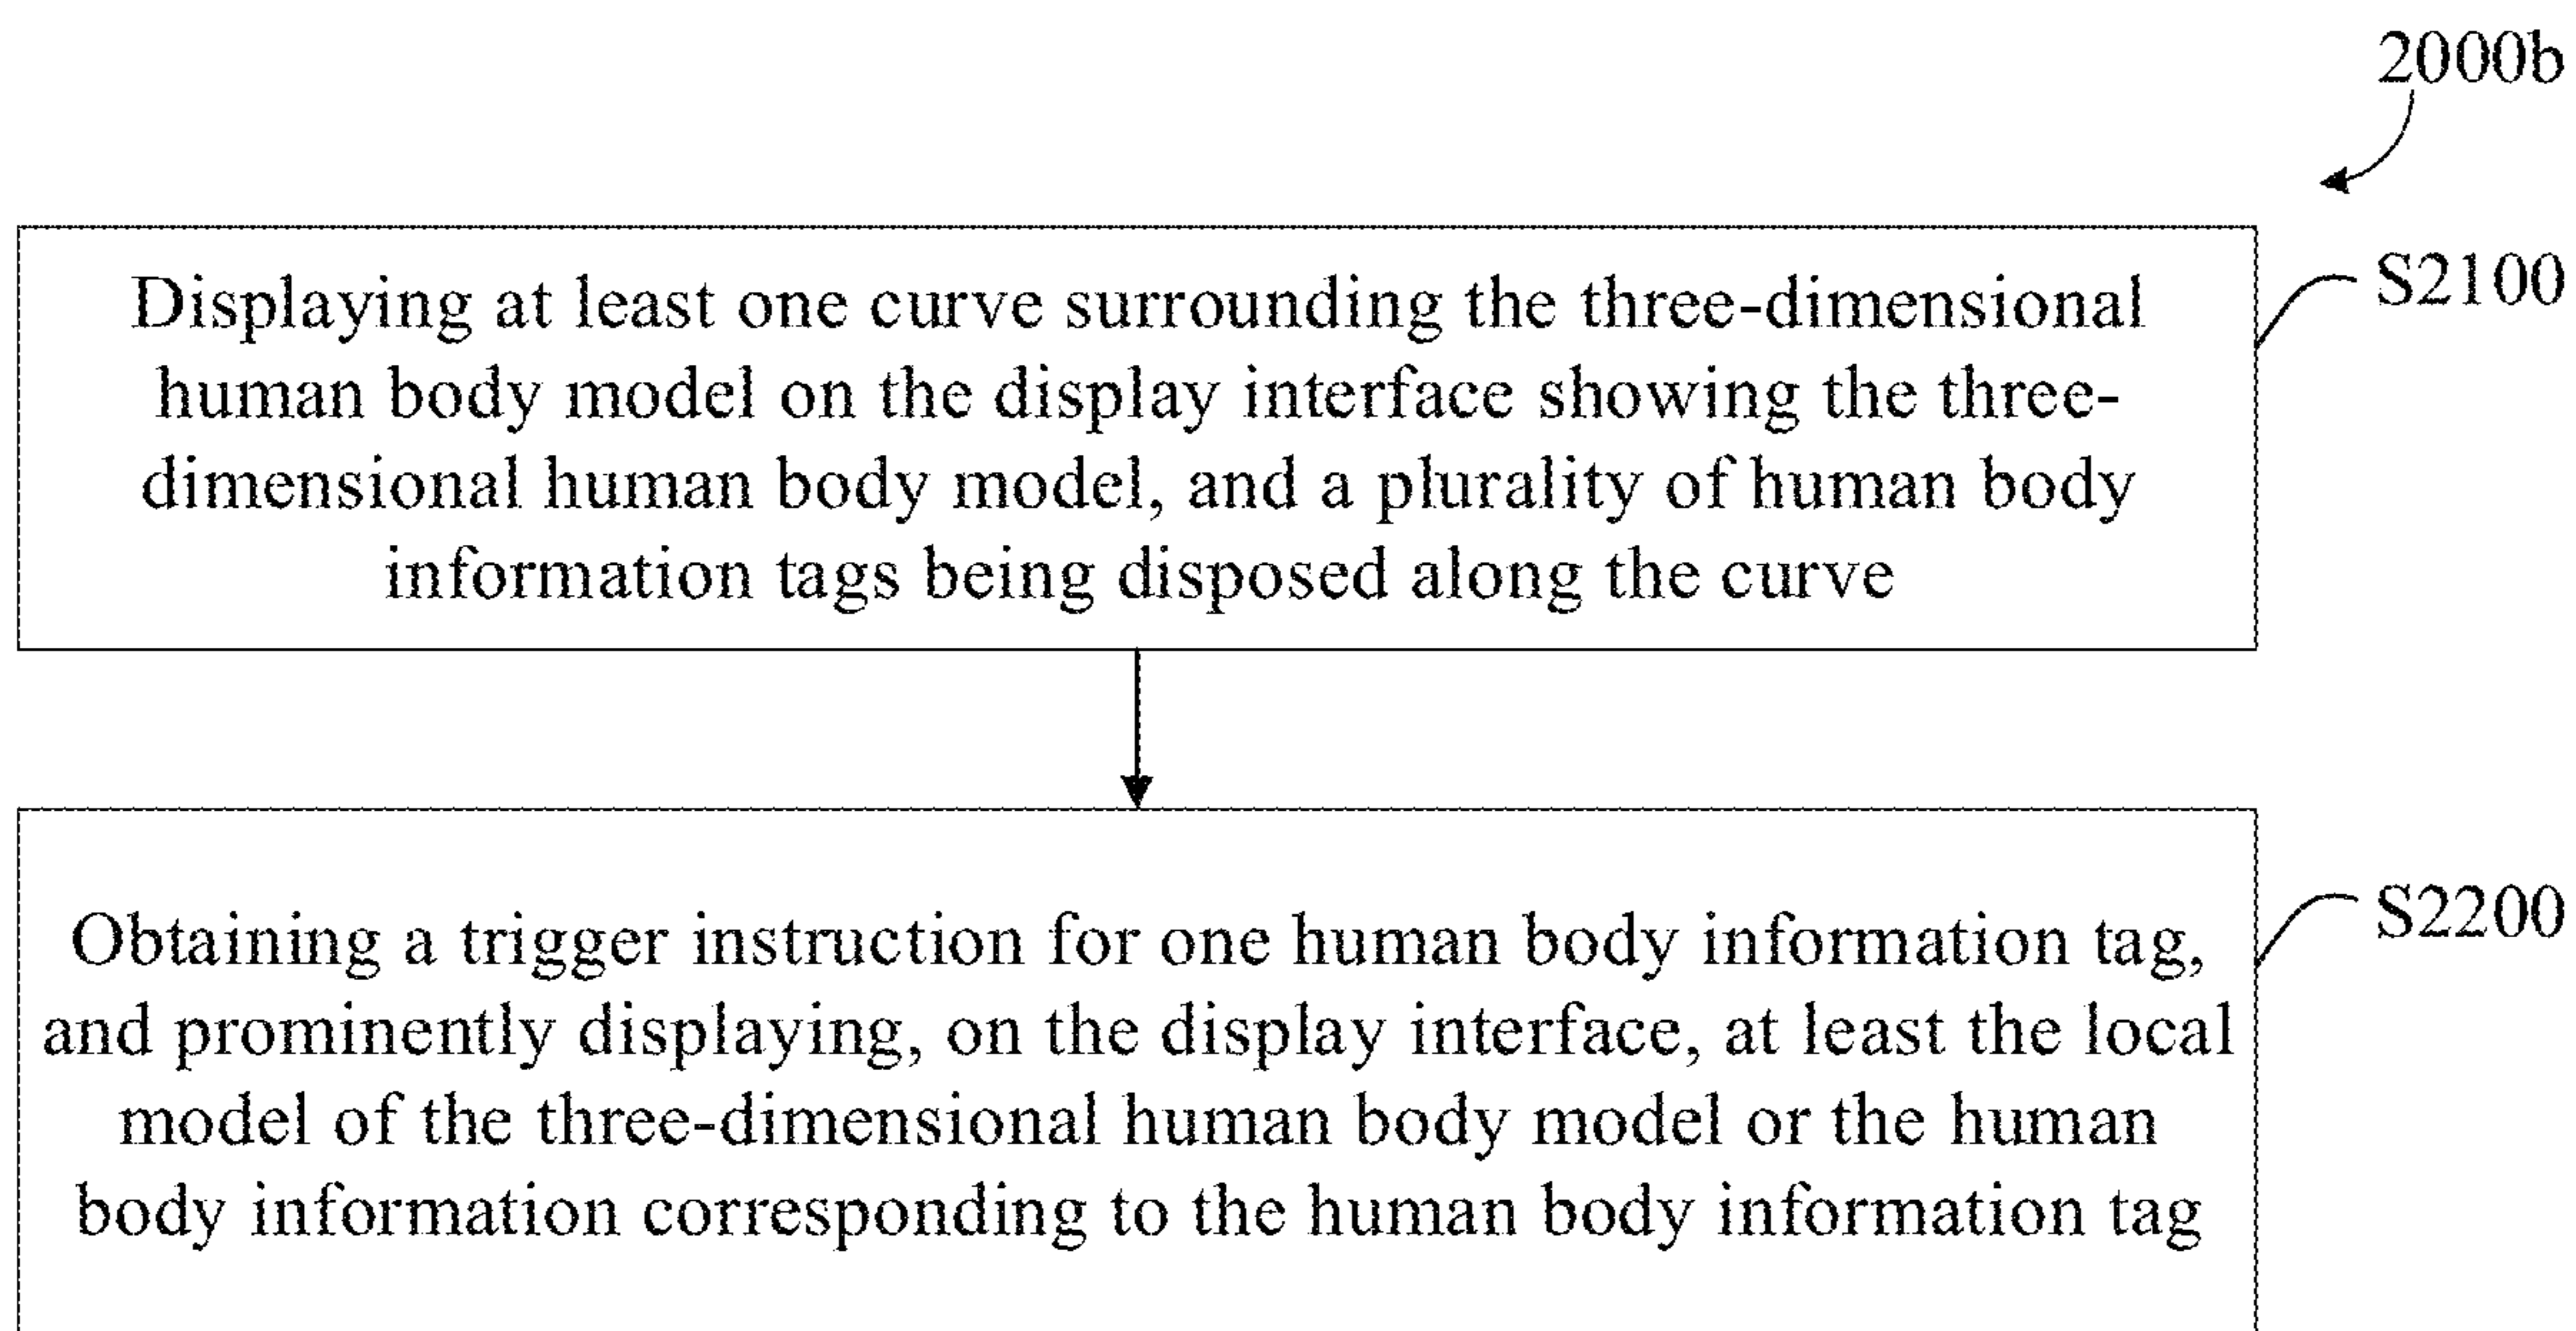 2000b
S2100
Displaying at least one curve surrounding the three-dimensional
human body model on the display interface showing the three-
dimensional human body model, and a plurality of human body
information tags being disposed along the curve
S2200
Obtaining a trigger instruction for one human body information tag,
and prominently displaying, on the display interface, at least the local
model of the three-dimensional human body model or the human
body information corresponding to the human body information tag